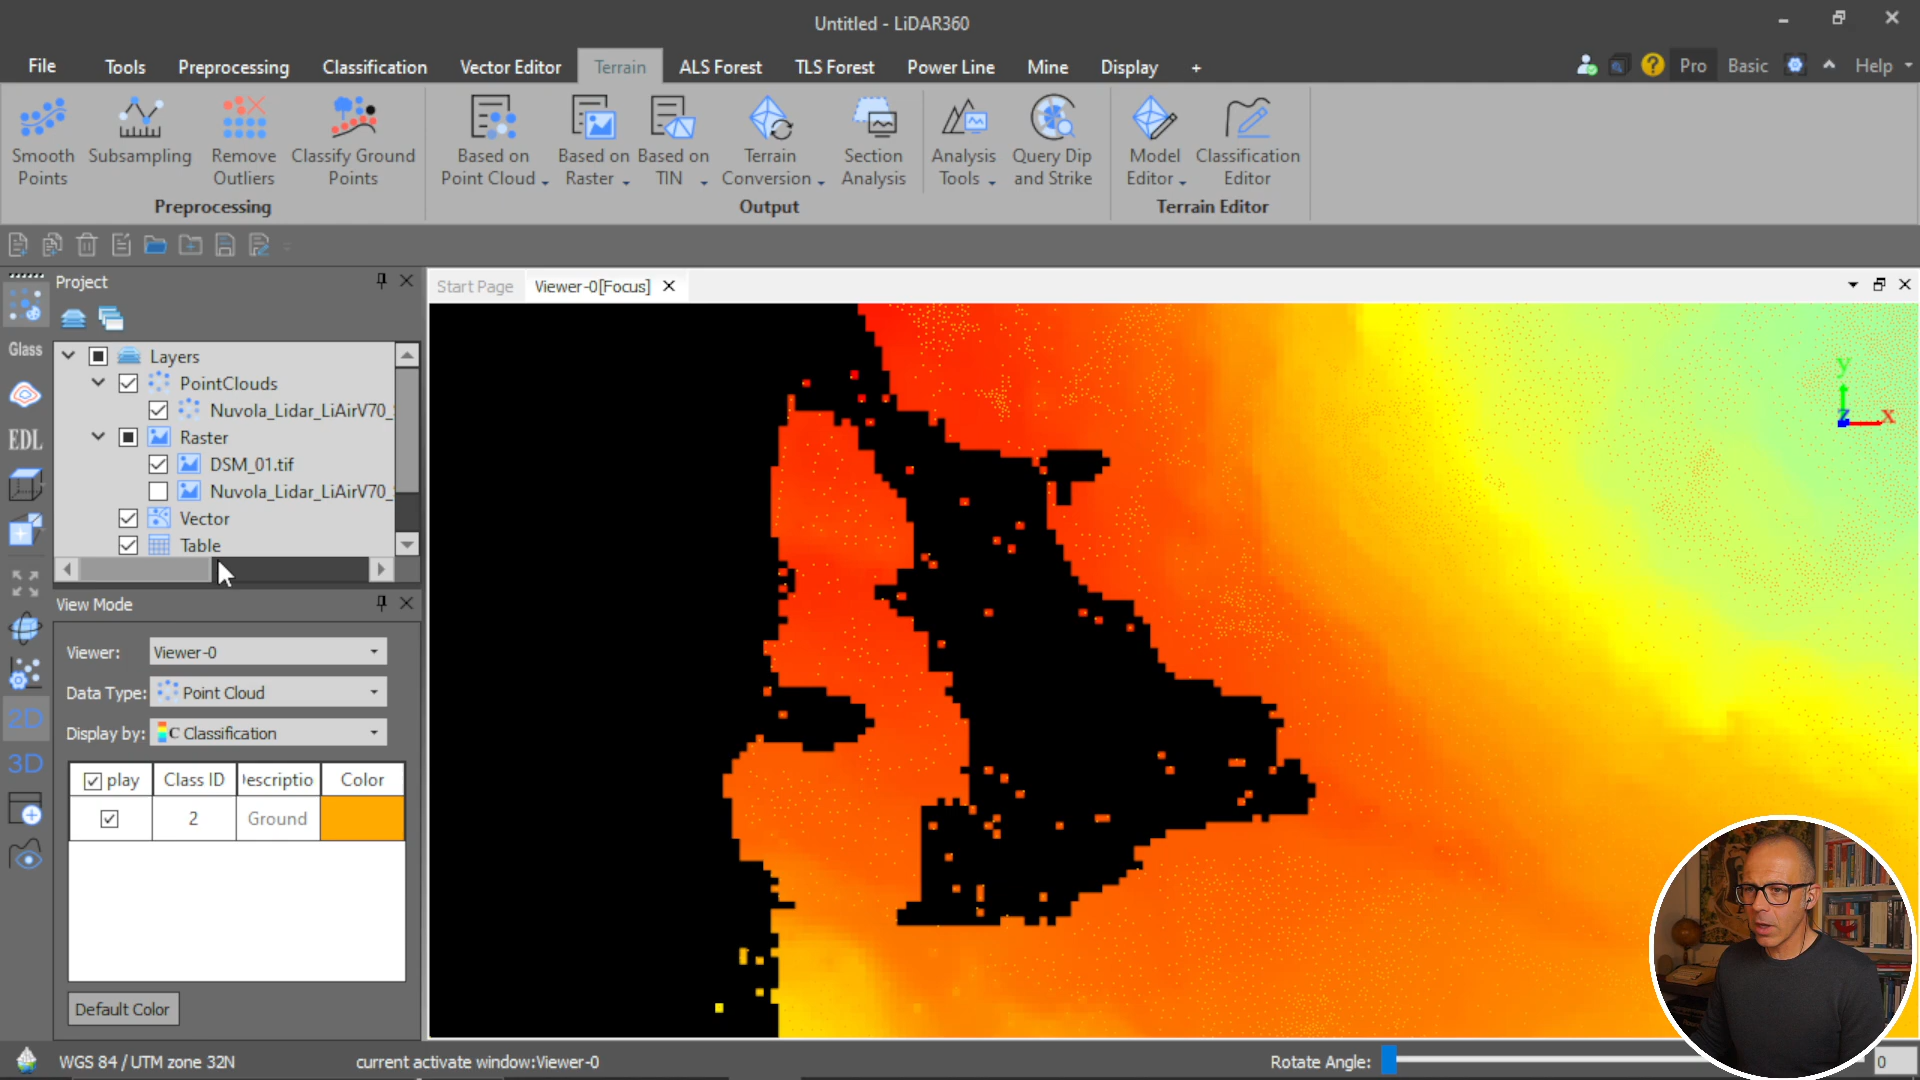 Untitled - LiDAR360
File Tools Preprocessing Classification Vector Editor Terrain ALS Forest TLS Forest Power Line Mine Display + Pro Basic Help
Smooth Points
Subsampling
Remove Outliers
Classify Ground Points
Preprocessing
Based on Point Cloud
Based on Raster
Based on TIN
Terrain Conversion
Section Analysis
Analysis Tools
Query Dip and Strike
Output
Model Editor
Classification Editor
Terrain Editor
Project
Start Page Viewer-0[Focus]
Glass
EDL
2D
3D
Layers
PointClouds
Nuvola_Lidar_LiAirV70_
Raster
DSM_01.tif
Nuvola_Lidar_LiAirV70_
Vector
Table
View Mode
Viewer: Viewer-0
Data Type: Point Cloud
Display by: C Classification
play Class ID escriptio Color
2 Ground
Default Color
y
z x
WGS 84 / UTM zone 32N current activate window:Viewer-0 Rotate Angle: 0